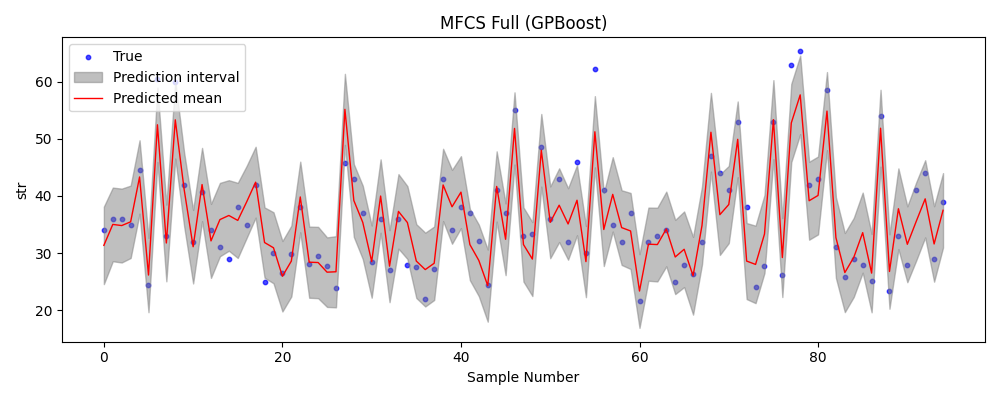 MFCS Full (GPBoost)
True
Prediction interval
Predicted mean
str
60
50
40
30
20
0
20
40
60
80
Sample Number